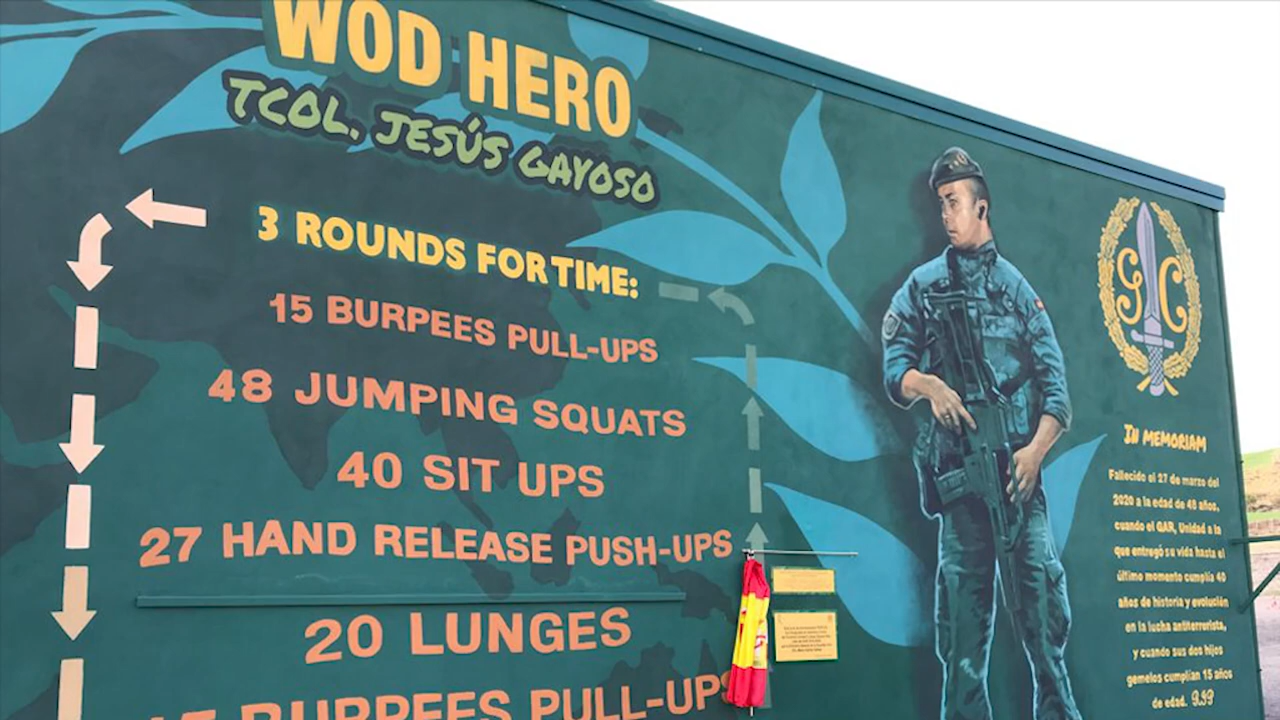 WOD HERO
TCOL. JESÚS GAYOSO
3 ROUNDS FOR TIME:
15 BURPEES PULL-UPS
48 JUMPING SQUATS
40 SIT UPS
27 HAND RELEASE PUSH-UPS
20 LUNGES
15 BURPEES PULL-UPS
GC
IN MEMORIAM
Fallecido el 27 de marzo del
2020 a la edad de 48 años,
cuando el GAR, Unidad a la
que entregó su vida hasta el
último momento cumplía 40
años de historia y evolución
en la lucha antiterrorista,
y cuando sus dos hijos
gemelos cumplían 15 años
de edad.